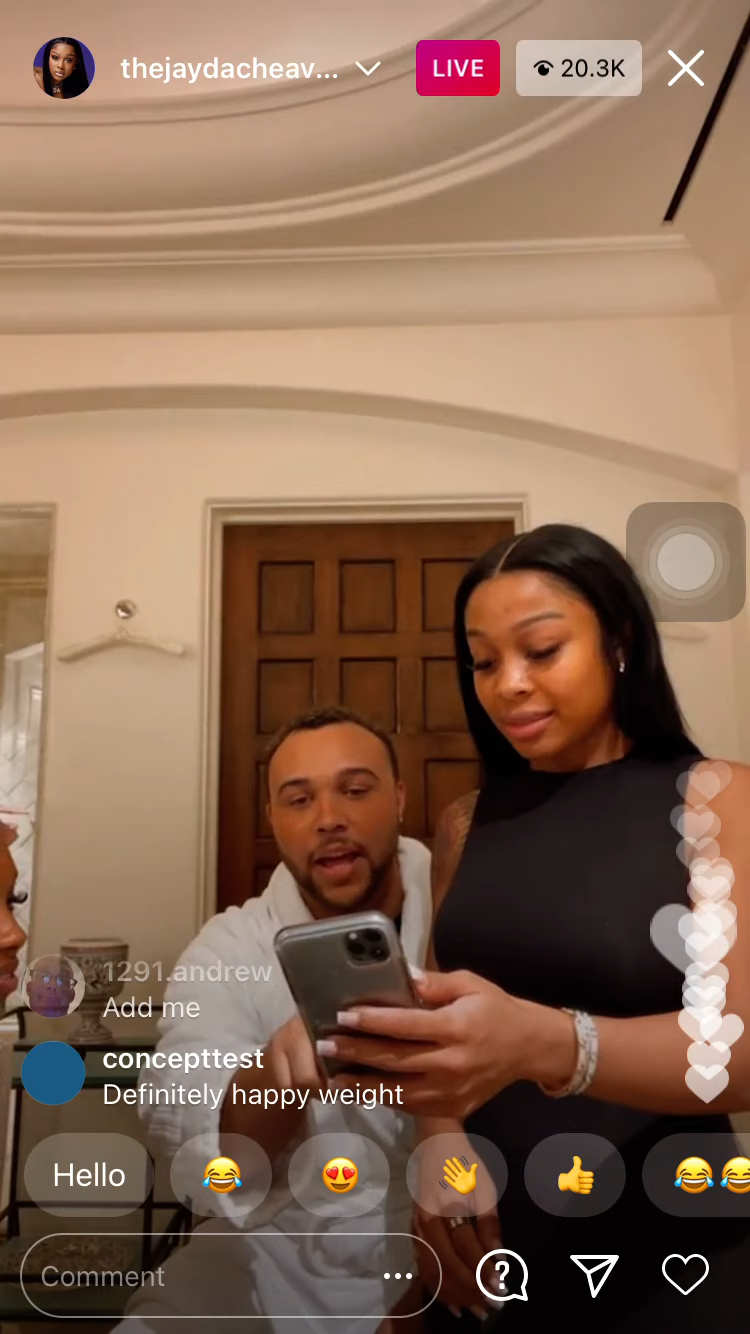 thejaydacheav...
LIVE
20.3K
1291.andrew
Add me
concepttest
Definitely happy weight
Hello
😂
😍
👋
👍
😂😂
Comment